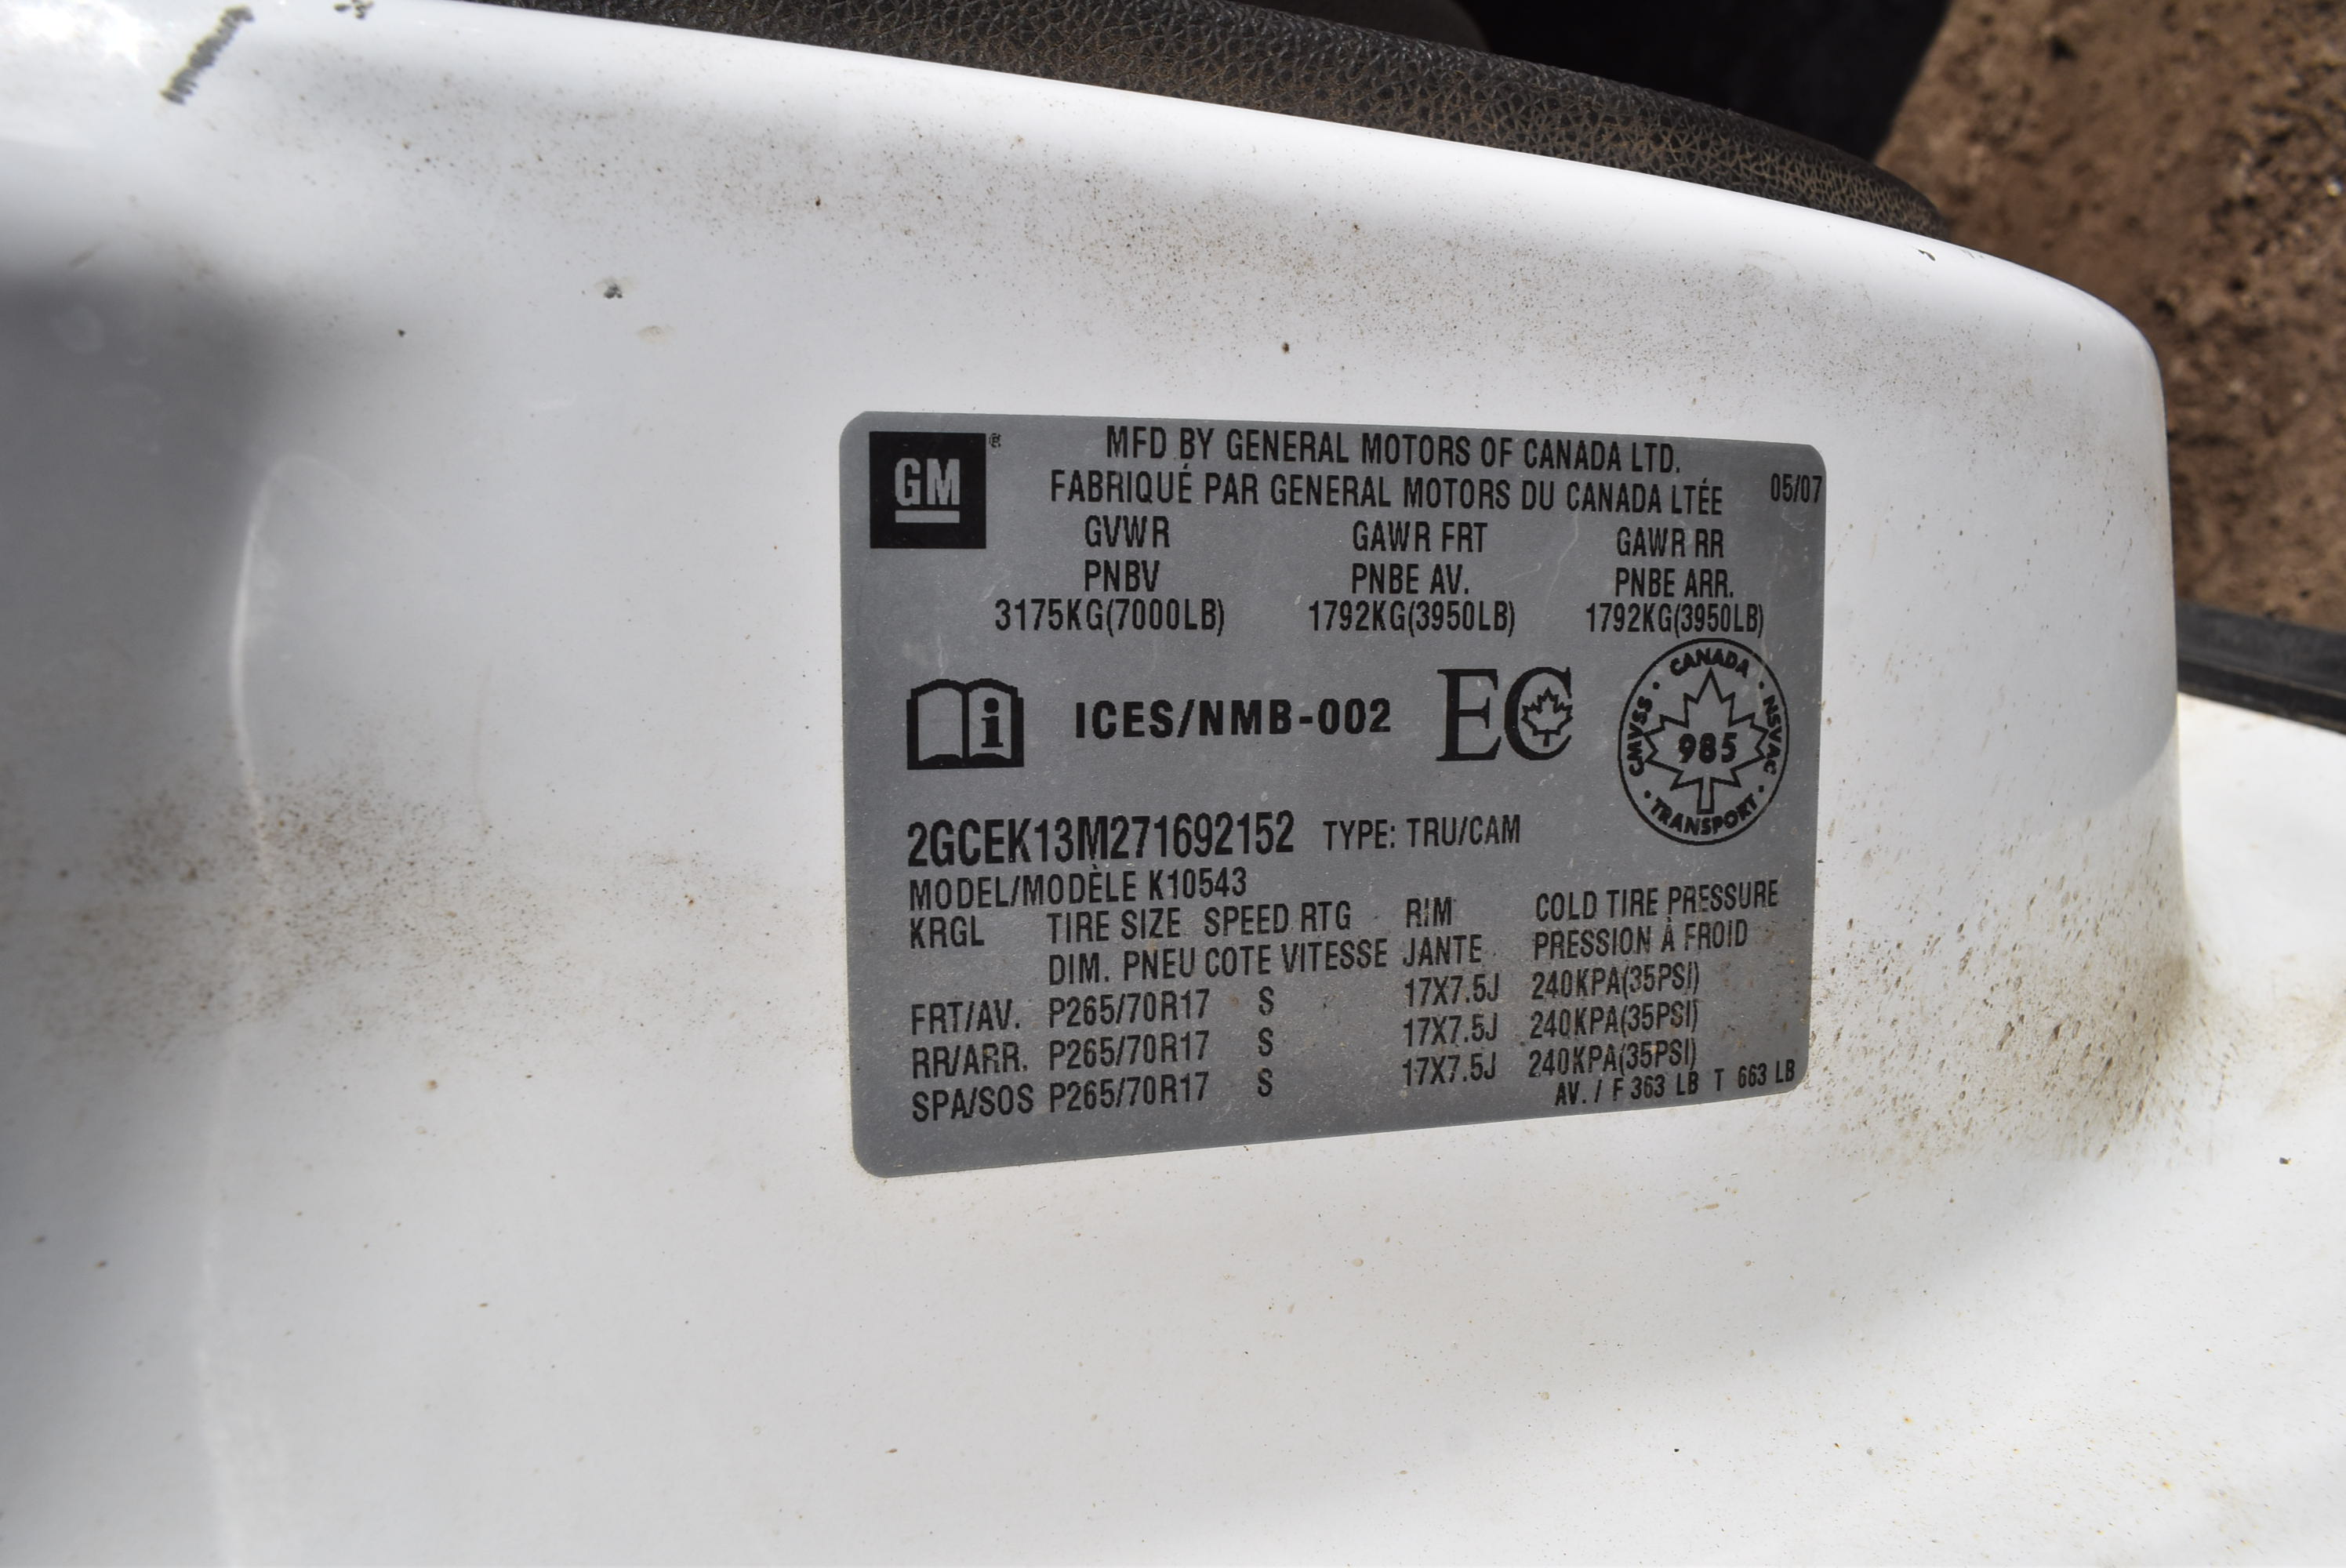 GM ®
MFD BY GENERAL MOTORS OF CANADA LTD.
FABRIQUÉ PAR GENERAL MOTORS DU CANADA LTÉE 05/07
GVWR GAWR FRT GAWR RR
PNBV PNBE AV. PNBE ARR.
3175KG(7000LB) 1792KG(3950LB) 1792KG(3950LB)
i ICES/NMB-002 EC
CANADA
CMVSS 985 NSVAC
TRANSPORT
2GCEK13M271692152 TYPE: TRU/CAM
MODEL/MODÈLE K10543
KRGL TIRE SIZE SPEED RTG RIM COLD TIRE PRESSURE
DIM. PNEU COTE VITESSE JANTE PRESSION À FROID
FRT/AV. P265/70R17 S 17X7.5J 240KPA(35PSI)
RR/ARR. P265/70R17 S 17X7.5J 240KPA(35PSI)
SPA/SOS P265/70R17 S 17X7.5J 240KPA(35PSI)
AV. / F 363 LB T 663 LB